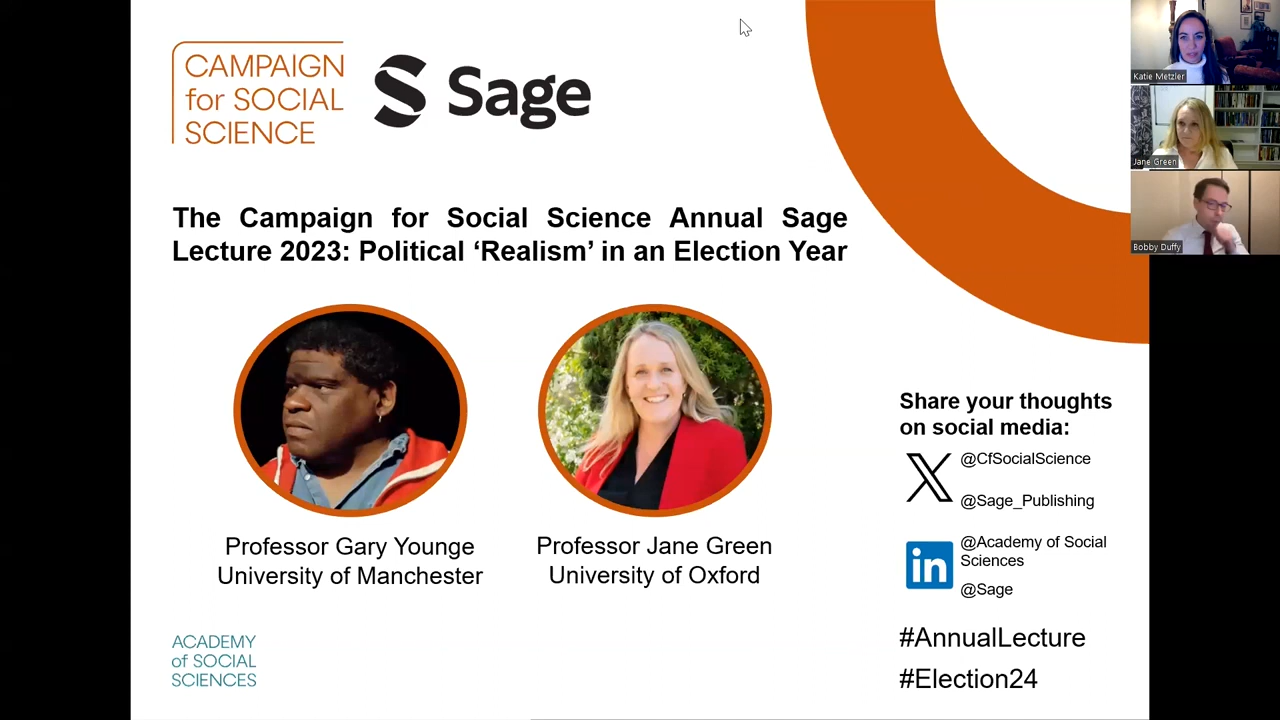 CAMPAIGN
for SOCIAL
SCIENCE
Sage
The Campaign for Social Science Annual Sage
Lecture 2023: Political ‘Realism’ in an Election Year
Professor Gary Younge
University of Manchester
Professor Jane Green
University of Oxford
Share your thoughts
on social media:
@CfSocialScience
@Sage_Publishing
in
@Academy of Social
Sciences
@Sage
#AnnualLecture
#Election24
ACADEMY
of SOCIAL
SCIENCES
Katie Metzler
Jane Green
Bobby Duffy